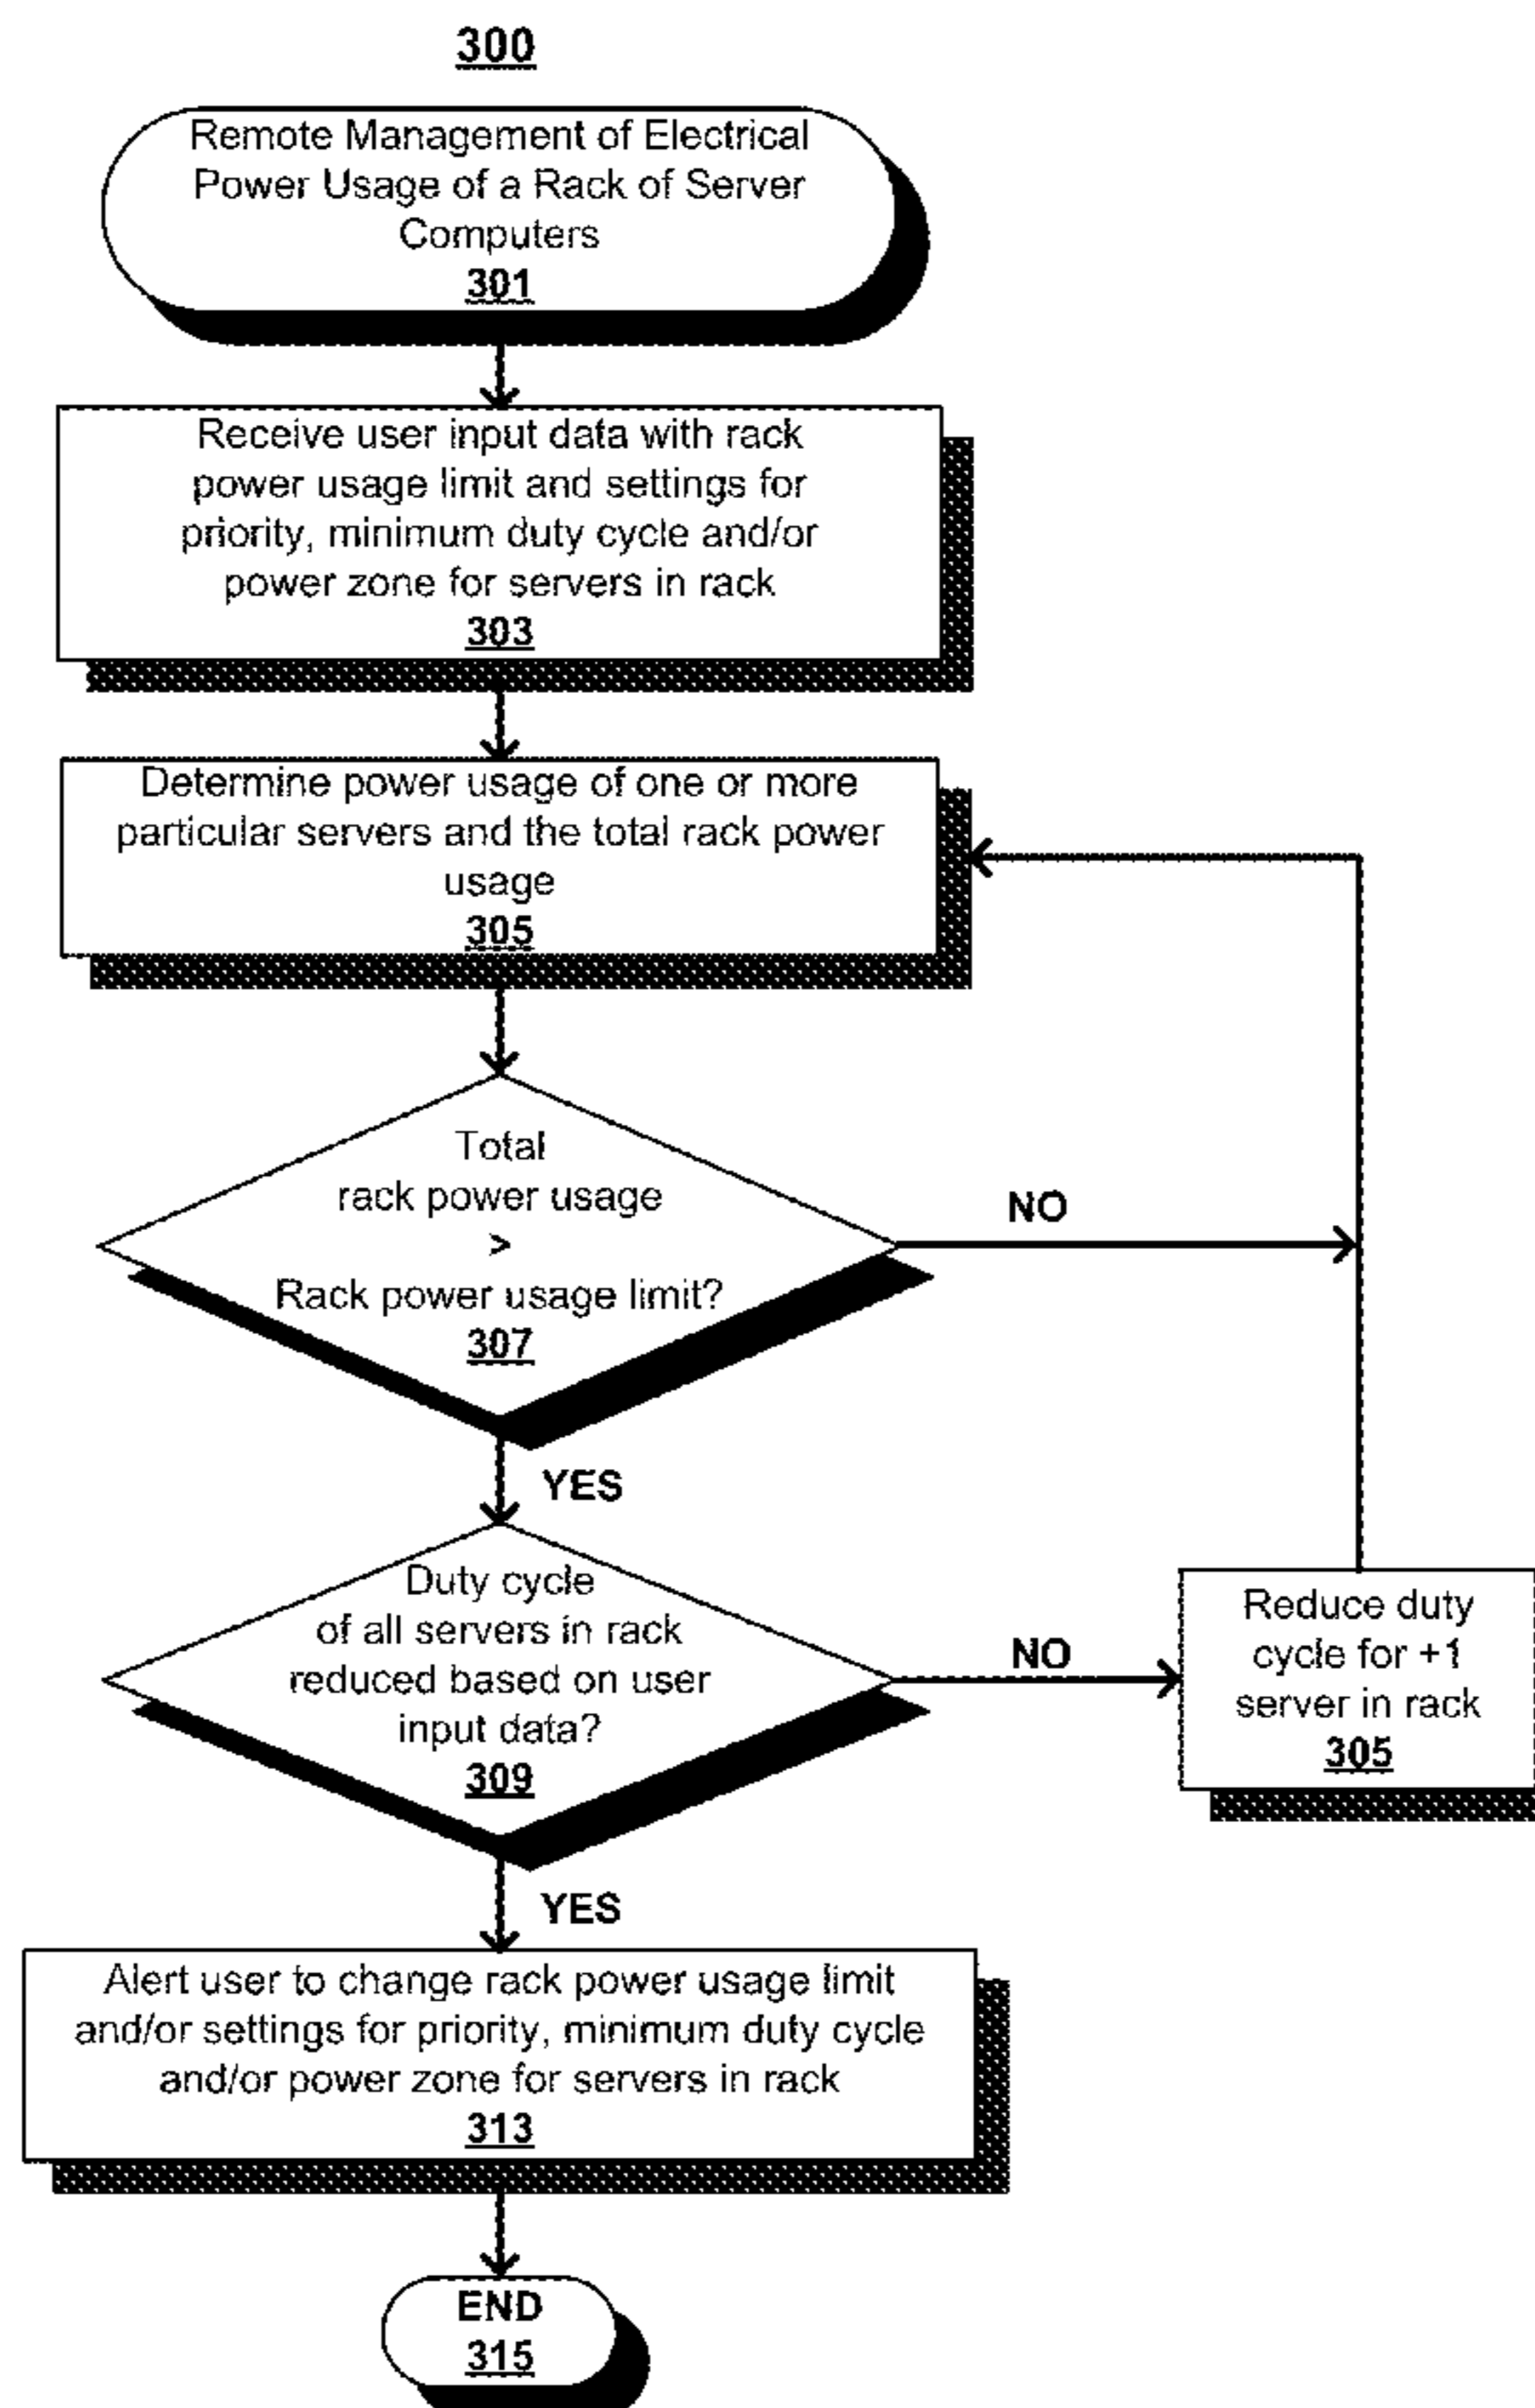 300
Remote Management of Electrical
Power Usage of a Rack of Server
Computers
301
Receive user input data with rack
power usage limit and settings for
priority, minimum duty cycle and/or
power zone for servers in rack
303
Determine power usage of one or more
particular servers and the total rack power
usage
305
Total
rack power usage
>
Rack power usage limit?
307
NO
YES
Duty cycle
of all servers in rack
reduced based on user
input data?
309
NO
Reduce duty
cycle for +1
server in rack
305
YES
Alert user to change rack power usage limit
and/or settings for priority, minimum duty cycle
and/or power zone for servers in rack
313
END
315